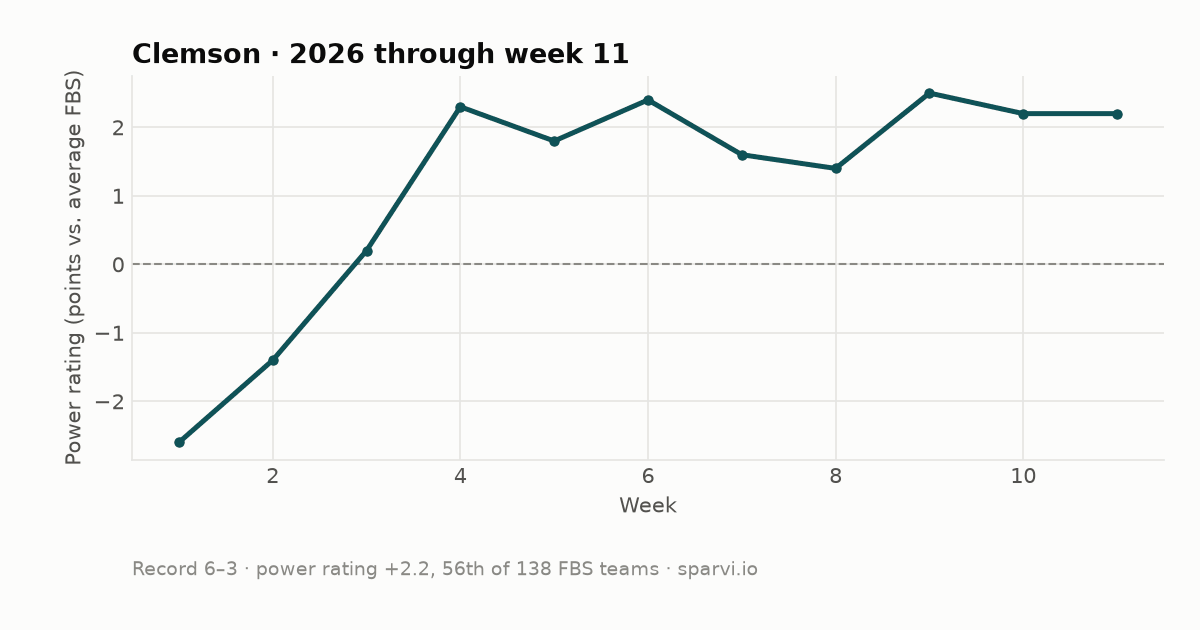 Clemson · 2026 through week 11
Power rating (points vs. average FBS)
2
1
0
−1
−2
2 4 6 8 10
Week
Record 6–3 · power rating +2.2, 56th of 138 FBS teams · sparvi.io